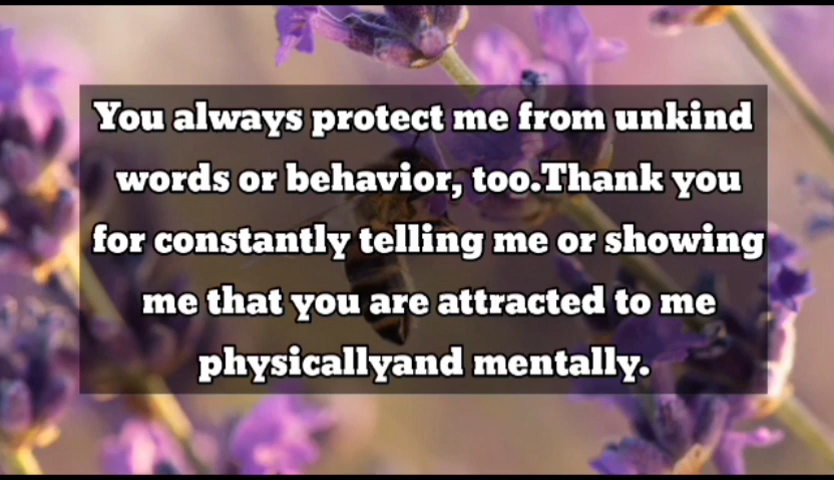 You always protect me from unkind
words or behavior, too.Thank you
for constantly telling me or showing
me that you are attracted to me
physicallyand mentally.